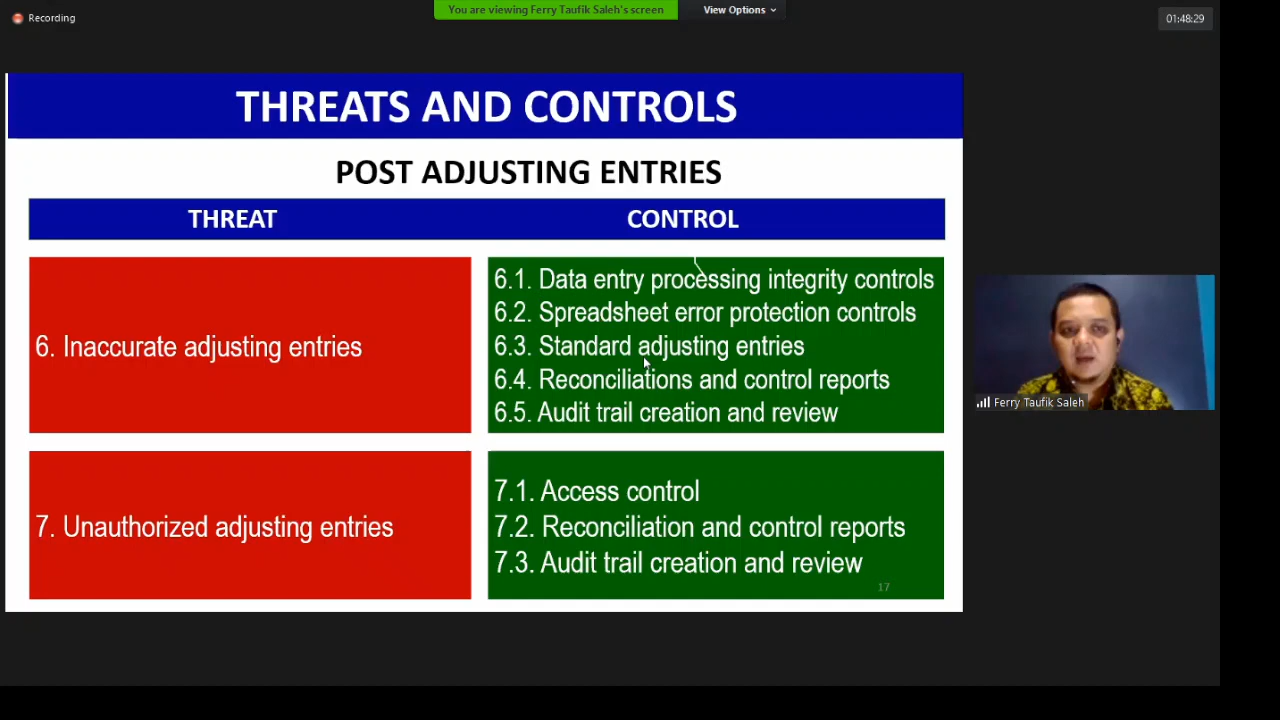 Recording
You are viewing Ferry Taufik Saleh's screen
View Options
01:48:29
THREATS AND CONTROLS
POST ADJUSTING ENTRIES
THREAT
CONTROL
6. Inaccurate adjusting entries
6.1. Data entry processing integrity controls
6.2. Spreadsheet error protection controls
6.3. Standard adjusting entries
6.4. Reconciliations and control reports
6.5. Audit trail creation and review
7. Unauthorized adjusting entries
7.1. Access control
7.2. Reconciliation and control reports
7.3. Audit trail creation and review
17
Ferry Taufik Saleh